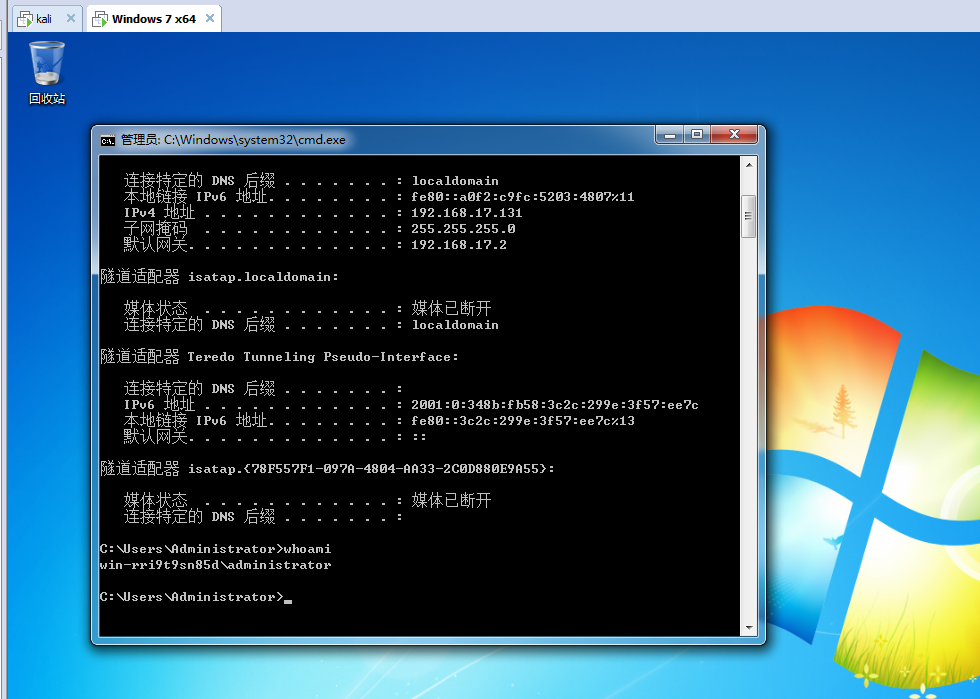 kali
Windows 7 x64
回收站
管理员: C:\Windows\system32\cmd.exe
连接特定的 DNS 后缀 . . . . . . . : localdomain
本地链接 IPv6 地址. . . . . . . . : fe80::a0f2:c9fc:5203:4807%11
IPv4 地址 . . . . . . . . . . . . : 192.168.17.131
子网掩码 . . . . . . . . . . . . : 255.255.255.0
默认网关. . . . . . . . . . . . . : 192.168.17.2
隧道适配器 isatap.localdomain:
媒体状态 . . . . . . . . . . . . : 媒体已断开
连接特定的 DNS 后缀 . . . . . . . : localdomain
隧道适配器 Teredo Tunneling Pseudo-Interface:
连接特定的 DNS 后缀 . . . . . . . :
IPv6 地址 . . . . . . . . . . . . : 2001:0:348b:fb58:3c2c:299e:3f57:ee7c
本地链接 IPv6 地址. . . . . . . . : fe80::3c2c:299e:3f57:ee7c%13
默认网关. . . . . . . . . . . . . : ::
隧道适配器 isatap.{78F557F1-097A-4804-AA33-2C0D880E9A55}:
媒体状态 . . . . . . . . . . . . : 媒体已断开
连接特定的 DNS 后缀 . . . . . . . :
C:\Users\Administrator>whoami
win-rri9t9sn85d\administrator
C:\Users\Administrator>_